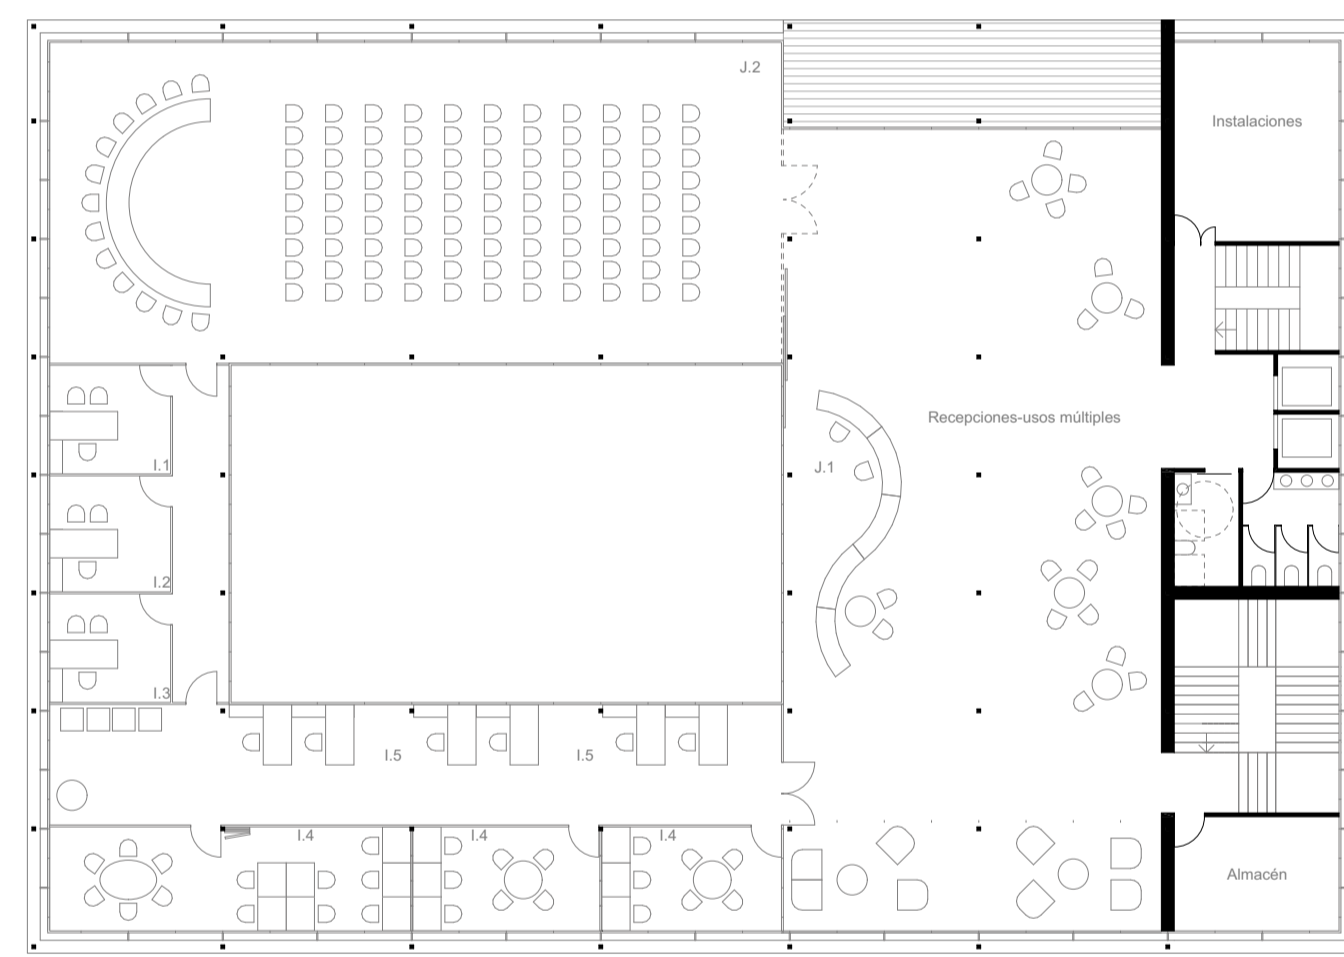 J.2
Instalaciones
Recepciones-usos múltiples
J.1
I.1
I.2
I.3
I.5
I.5
I.4
I.4
I.4
Almacén